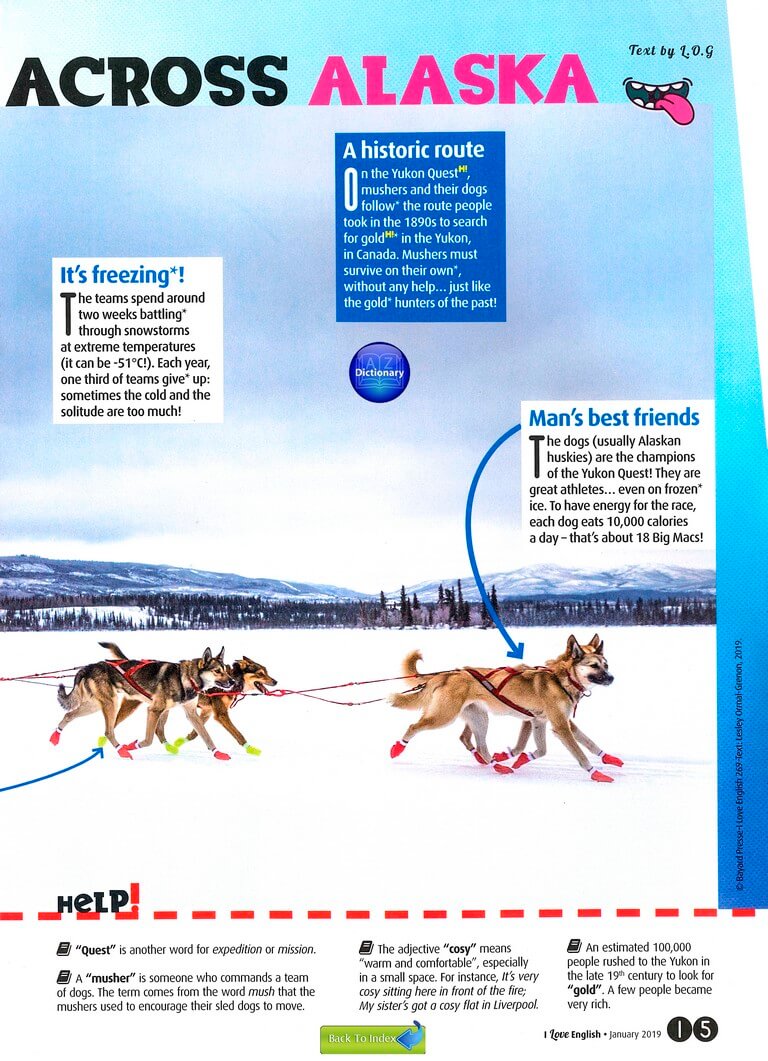 Text by L.O.G
ACROSS ALASKA
A historic route
On the Yukon Quest H!,
mushers and their dogs
follow* the route people
took in the 1890s to search
for gold H!* in the Yukon,
in Canada. Mushers must
survive on their own*,
without any help... just like
the gold* hunters of the past!
It's freezing*!
The teams spend around
two weeks battling*
through snowstorms
at extreme temperatures
(it can be -51°C!). Each year,
one third of teams give* up:
sometimes the cold and the
solitude are too much!
A Z
Dictionary
Man's best friends
The dogs (usually Alaskan
huskies) are the champions
of the Yukon Quest! They are
great athletes... even on frozen*
ice. To have energy for the race,
each dog eats 10,000 calories
a day – that's about 18 Big Macs!
© Bayard Presse-I Love English 269-Text: Lesley Ormal-Grenon, 2019.
HELP!
"Quest" is another word for expedition or mission.
A "musher" is someone who commands a team
of dogs. The term comes from the word mush that the
mushers used to encourage their sled dogs to move.
The adjective "cosy" means
"warm and comfortable", especially
in a small space. For instance, It's very
cosy sitting here in front of the fire;
My sister's got a cosy flat in Liverpool.
An estimated 100,000
people rushed to the Yukon in
the late 19th century to look for
"gold". A few people became
very rich.
Back To Index
I Love English • January 2019 15